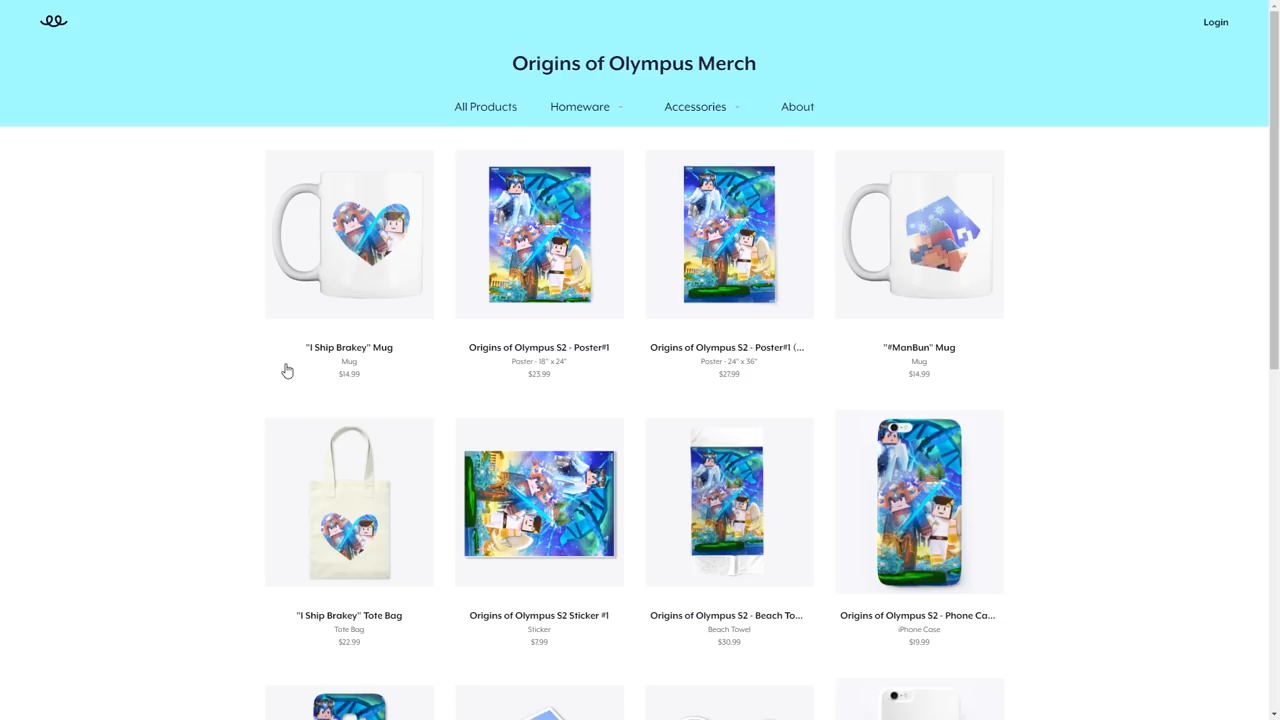 Login
Origins of Olympus Merch
All Products Homeware Accessories About
"I Ship Brakey" Mug
Mug
$14.99
Origins of Olympus S2 - Poster#1
Poster - 18" x 24"
$23.99
Origins of Olympus S2 - Poster#1 (...
Poster - 24" x 36"
$27.99
"#ManBun" Mug
Mug
$14.99
"I Ship Brakey" Tote Bag
Tote Bag
$22.99
Origins of Olympus S2 Sticker #1
Sticker
$7.99
Origins of Olympus S2 - Beach To...
Beach Towel
$30.99
Origins of Olympus S2 - Phone Ca...
iPhone Case
$19.99